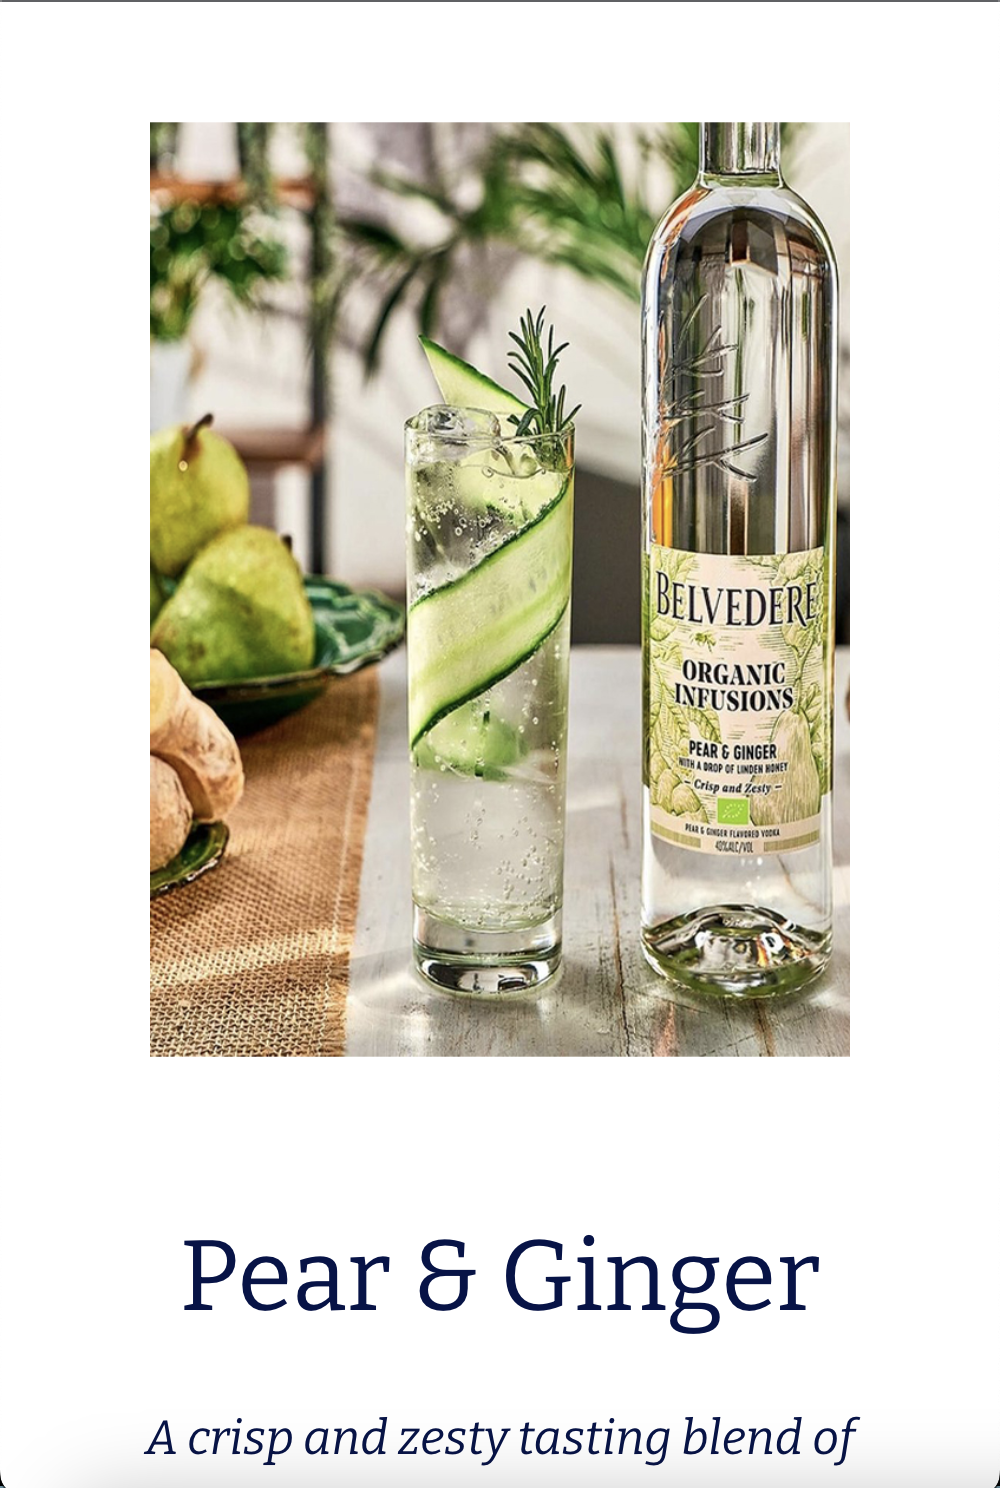 BELVEDERE
ORGANIC
INFUSIONS
PEAR & GINGER
WITH A DROP OF LINDEN HONEY
– Crisp and Zesty –
PEAR & GINGER FLAVORED VODKA
40%ALC/VOL
Pear & Ginger
A crisp and zesty tasting blend of